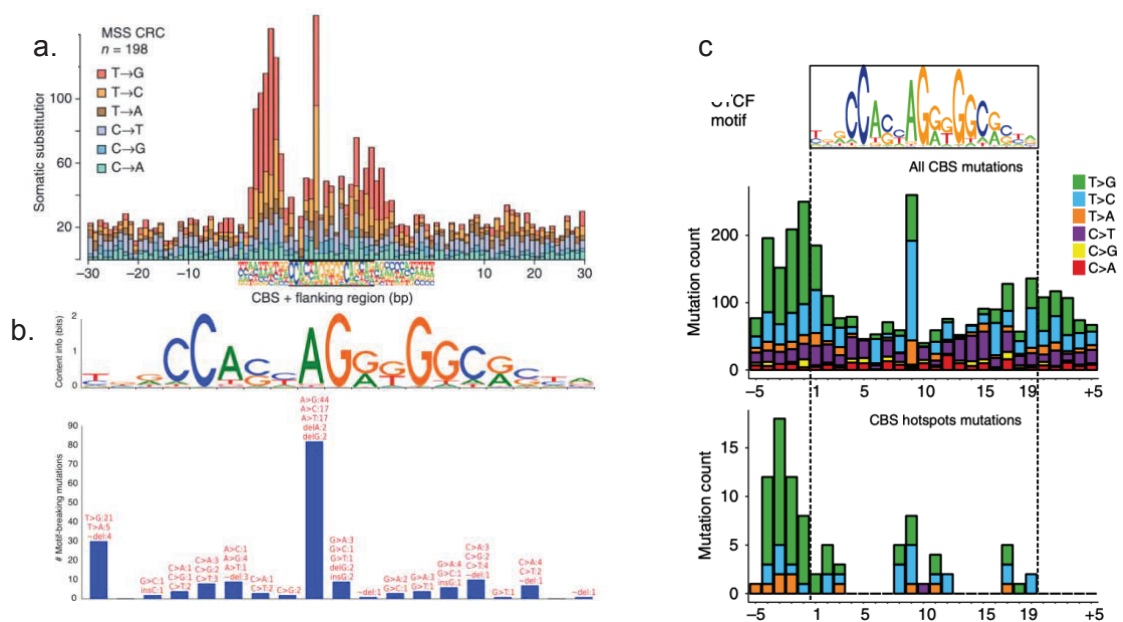 a.
MSS CRC
n = 198
T→G
T→C
T→A
C→T
C→G
C→A
Somatic substitution
100
60
20
−30
−10
10
30
CBS + flanking region (bp)
b.
Content info (bits)
2
1
0
# Motif-breaking mutations
90
80
70
60
50
40
30
20
10
0
T>G:21
T>A:5
~del:4
G>C:1
insC:1
C>A:1
C>G:1
C>T:2
C>A:3
C>G:2
C>T:3
A>C:1
A>G:4
A>T:1
~del:3
C>A:1
C>T:2
C>G:2
A>G:44
A>C:17
A>T:17
delA:2
delG:2
G>A:3
G>C:1
G>T:1
delG:2
insG:2
~del:1
G>A:2
G>C:1
G>A:3
G>T:1
G>A:4
G>C:1
insG:1
C>A:3
C>G:2
C>T:4
~del:1
G>T:1
C>A:4
C>T:2
~del:1
~del:1
c
CTCF
motif
All CBS mutations
T>G
T>C
T>A
C>T
C>G
C>A
Mutation count
200
100
0
−5
1
5
10
15
19
+5
CBS hotspots mutations
Mutation count
15
10
5
0
−5
1
5
10
15
19
+5